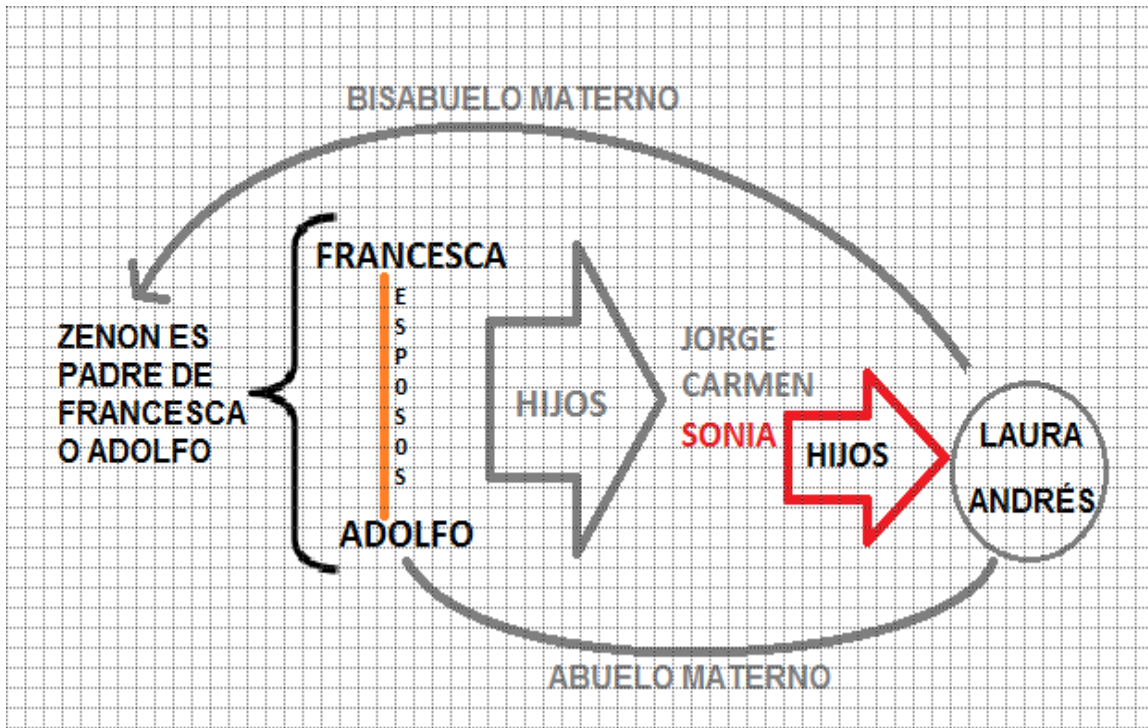 BISABUELO MATERNO
FRANCESCA
ESPOSOS
ZENON ES
PADRE DE
FRANCESCA
O ADOLFO
HIJOS
JORGE
CARMEN
SONIA
HIJOS
LAURA
ANDRÉS
ADOLFO
ABUELO MATERNO